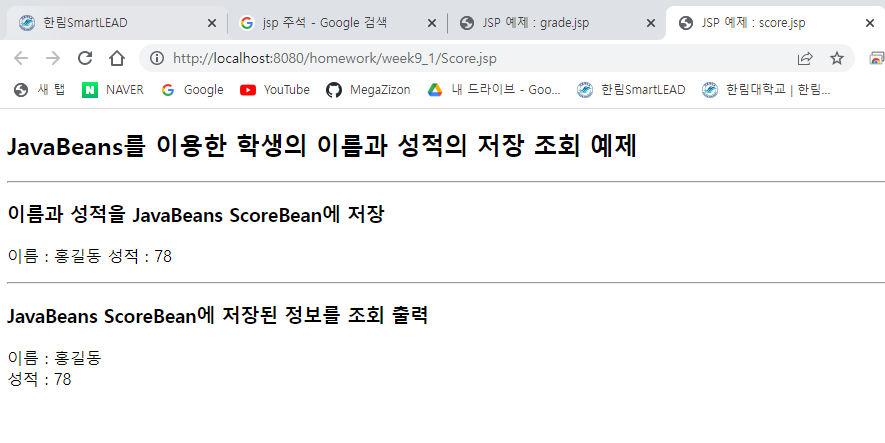 한림SmartLEAD
jsp 주석 - Google 검색
JSP 예제 : grade.jsp
JSP 예제 : score.jsp
http://localhost:8080/homework/week9_1/Score.jsp
새 탭
NAVER
Google
YouTube
MegaZizon
내 드라이브 - Goo...
한림SmartLEAD
한림대학교 | 한림...
JavaBeans를 이용한 학생의 이름과 성적의 저장 조회 예제
이름과 성적을 JavaBeans ScoreBean에 저장
이름 : 홍길동 성적 : 78
JavaBeans ScoreBean에 저장된 정보를 조회 출력
이름 : 홍길동
성적 : 78